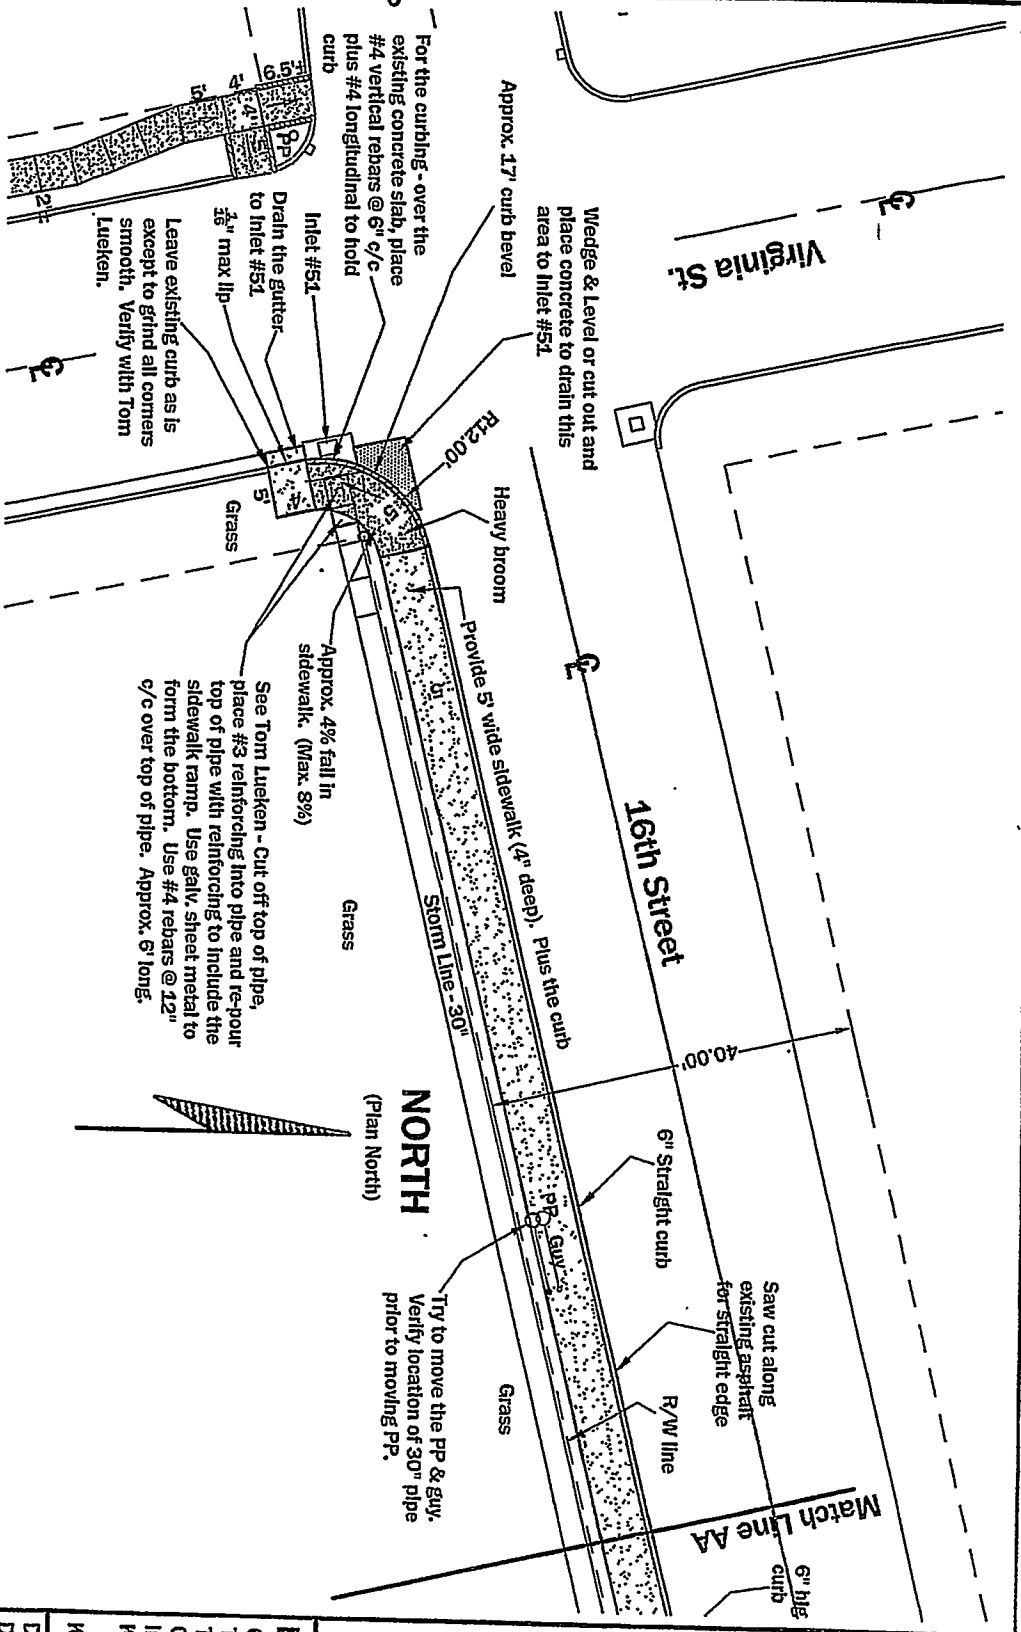 Virginia St.
CL
Wedge & Level or cut out and
place concrete to drain this
area to Inlet #51
Approx. 17' curb bevel
For the curbing - over the
existing concrete slab, place
#4 vertical rebars @ 6" c/c
plus #4 longitudinal to hold
curb
6.5'
4'
4'
5'
PP
2'
Inlet #51
Drain the gutter
to Inlet #51
1/16" max lip
Leave existing curb as is
except to grind all corners
smooth. Verify with Tom
Lueken.
CL
R12.00'
Heavy broom
5'
4'
5'
Grass
Provide 5' wide sidewalk (4" deep). Plus the curb
5'
CL
16th Street
40.00'
Approx. 4% fall in
sidewalk. (Max. 8%)
See Tom Lueken - Cut off top of pipe,
place #3 reinforcing into pipe and re-pour
top of pipe with reinforcing to include the
sidewalk ramp. Use galv. sheet metal to
form the bottom. Use #4 rebars @ 12"
c/c over top of pipe. Approx. 6' long.
Grass
Storm Line - 30"
NORTH
(Plan North)
6" Straight curb
PP
Guy
Saw cut along
existing asphalt
for straight edge
R/W line
Try to move the PP & guy.
Verify location of 30" pipe
prior to moving PP.
Grass
Match Line AA
6" hig
curb